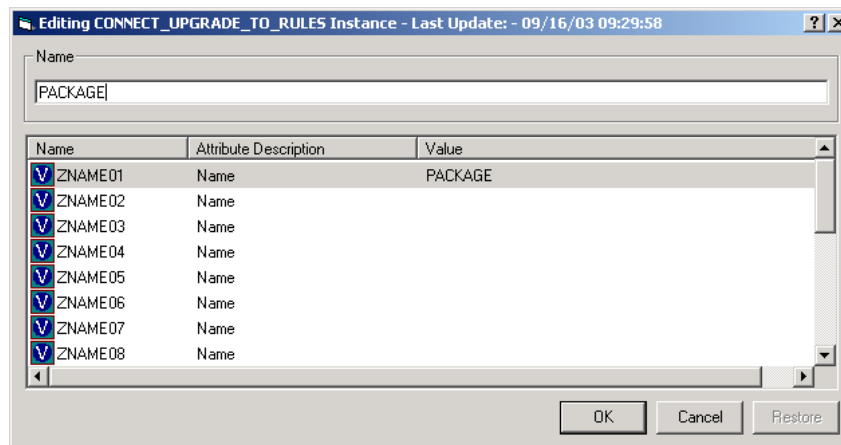 Editing CONNECT_UPGRADE_TO_RULES Instance - Last Update: - 09/16/03 09:29:58
Name
PACKAGE
Name Attribute Description Value
V ZNAME01 Name PACKAGE
V ZNAME02 Name
V ZNAME03 Name
V ZNAME04 Name
V ZNAME05 Name
V ZNAME06 Name
V ZNAME07 Name
V ZNAME08 Name
OK Cancel Restore